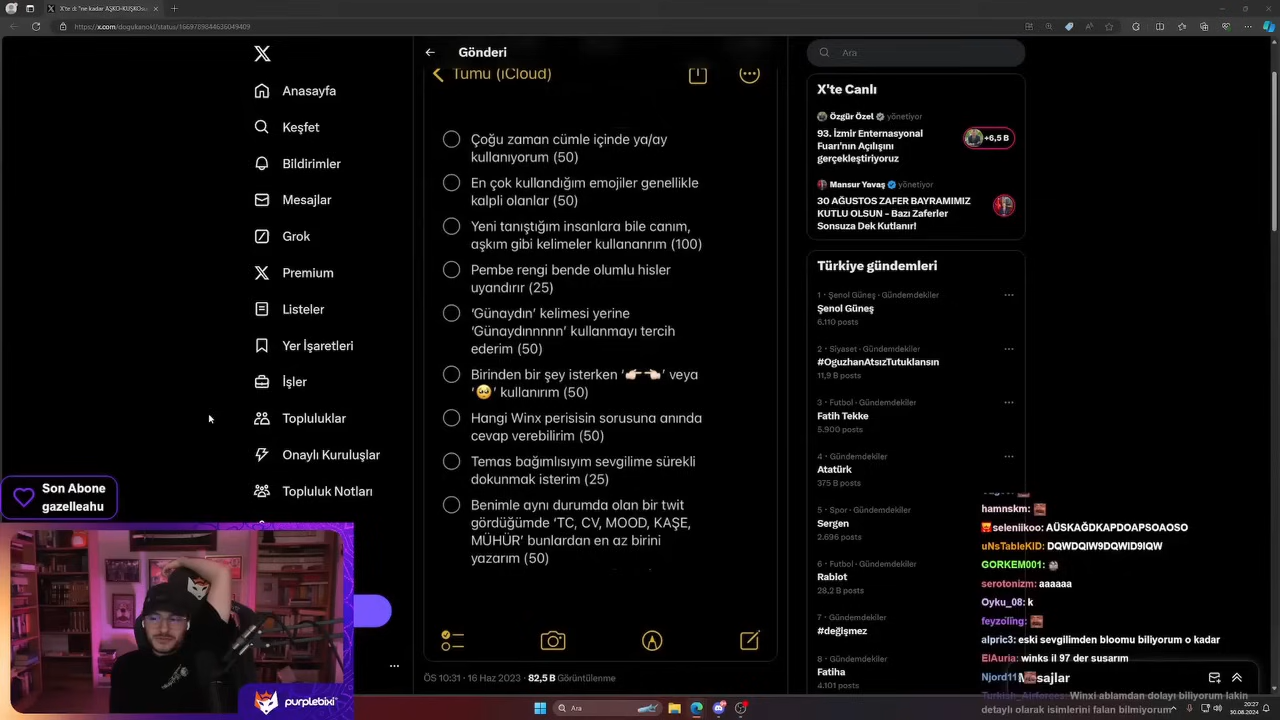 X'te di "ne kadar AŞKO-KUŞKOsu
https://x.com/doqukanok/status/1669789844636049409
Anasayfa
Keşfet
Bildirimler
Mesajlar
Grok
Premium
Listeler
Yer İşaretleri
İşler
Topluluklar
Onaylı Kuruluşlar
Topluluk Notları
Son Abone
gazelleahu
purplebixi
Gönderi
Tümü (iCloud)
Çoğu zaman cümle içinde ya/ay
kullanıyorum (50)
En çok kullandığım emojiler genellikle
kalpli olanlar (50)
Yeni tanıştığım insanlara bile canım,
aşkım gibi kelimeler kullananrım (100)
Pembe rengi bende olumlu hisler
uyandırır (25)
‘Günaydın’ kelimesi yerine
‘Günaydınnnnn’ kullanmayı tercih
ederim (50)
Birinden bir şey isterken ‘👉🏻👈🏻’ veya
‘🥺’ kullanırım (50)
Hangi Winx perisisin sorusuna anında
cevap verebilirim (50)
Temas bağımlısıyım sevgilime sürekli
dokunmak isterim (25)
Benimle aynı durumda olan bir twit
gördüğümde ‘TC, CV, MOOD, KAŞE,
MÜHÜR’ bunlardan en az birini
yazarım (50)
ÖS 10:31 · 16 Haz 2023 · 82,5 B Görüntülenme
Ara
X'te Canlı
Özgür Özel yönetiyor
93. İzmir Enternasyonal
Fuarı'nın Açılışını
gerçekleştiriyoruz
+6,5 B
Mansur Yavaş yönetiyor
30 AĞUSTOS ZAFER BAYRAMIMIZ
KUTLU OLSUN - Bazı Zaferler
Sonsuza Dek Kutlanır!
Türkiye gündemleri
1 · Şenol Güneş · Gündemdekiler
Şenol Güneş
6.110 posts
2 · Siyaset · Gündemdekiler
#OguzhanAtsızTutuklansın
11,9 B posts
3 · Futbol · Gündemdekiler
Fatih Tekke
5.900 posts
4 · Gündemdekiler
Atatürk
375 B posts
5 · Spor · Gündemdekiler
Sergen
2.696 posts
6 · Futbol · Gündemdekiler
Rabiot
28,2 B posts
7 · Gündemdekiler
#değişmez
8 · Gündemdekiler
Fatiha
4.101 posts
hamnskm:
seleniikoo: AÜSKAĞDKAPDOAPSOAOSO
uNsTableKID: DQWDQIW9DQWID9IQW
GORKEM001:
serotonizm: aaaaaa
Oyku_08: k
feyzoling:
alpric3: eski sevgilimden bloomu biliyorum o kadar
ElAuria: winks il 97 der susarım
Njord11
Mesajlar
Turkish_Airforces: Winxi ablamdan dolayı biliyorum lakin
detaylı olarak isimlerini falan bilmiyorum
Ara
20:27
30.08.2024